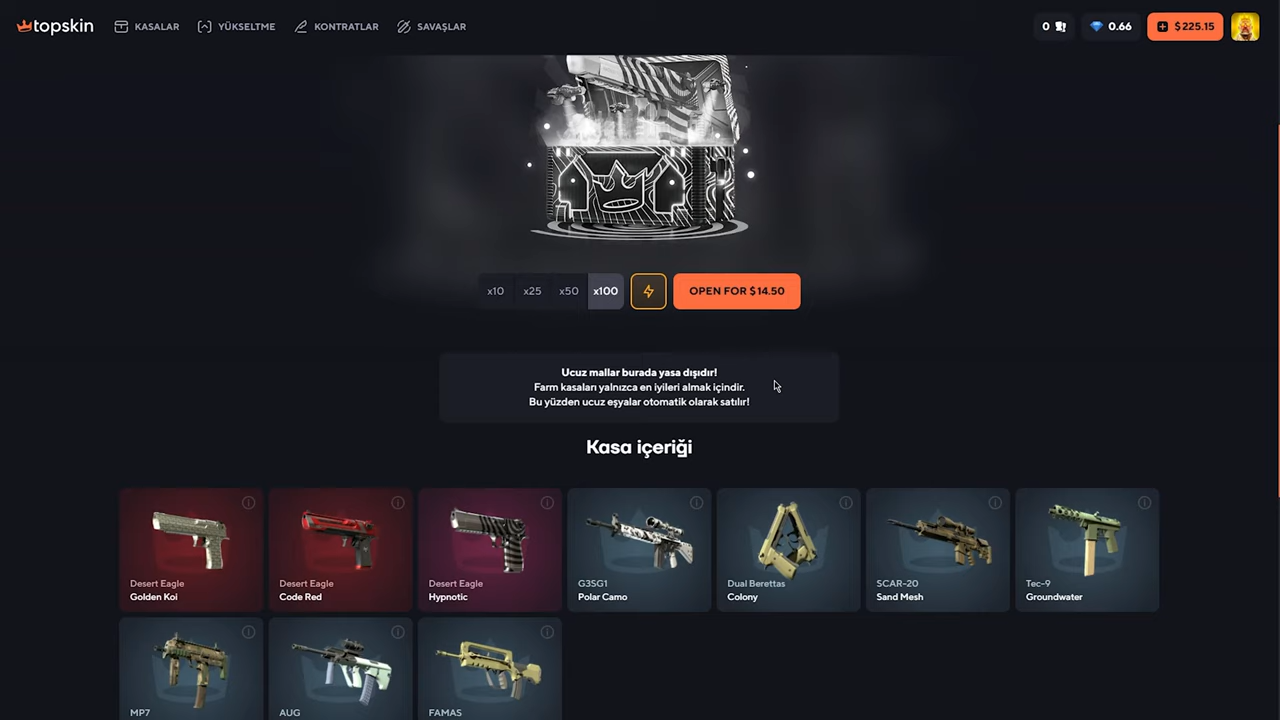 topskin
KASALAR
YÜKSELTME
KONTRATLAR
SAVAŞLAR
0
0.66
$225.15
x10
x25
x50
x100
OPEN FOR $14.50
Ucuz mallar burada yasa dışıdır!
Farm kasaları yalnızca en iyileri almak içindir.
Bu yüzden ucuz eşyalar otomatik olarak satılır!
Kasa içeriği
Desert Eagle
Golden Koi
Desert Eagle
Code Red
Desert Eagle
Hypnotic
G3SG1
Polar Camo
Dual Berettas
Colony
SCAR-20
Sand Mesh
Tec-9
Groundwater
MP7
AUG
FAMAS